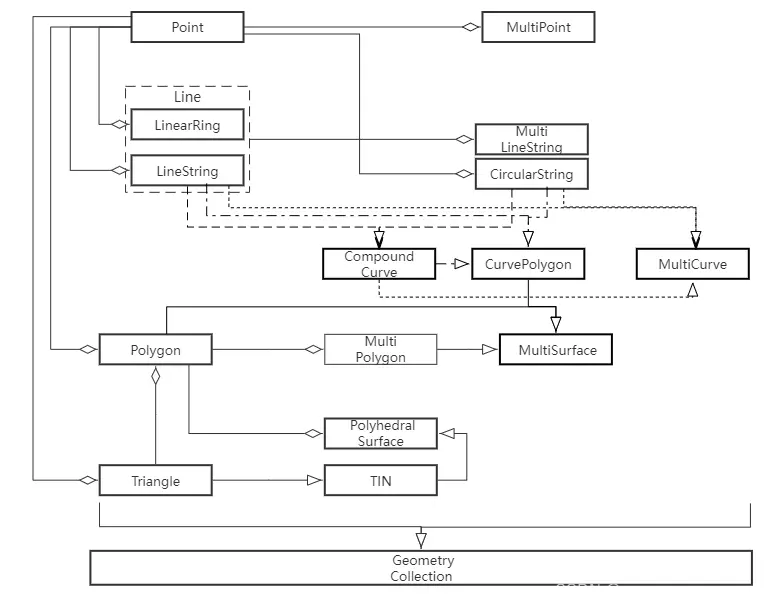 Point
MultiPoint
Line
LinearRing
Multi
LineString
LineString
CircularString
Compound
Curve
CurvePolygon
MultiCurve
Polygon
Multi
Polygon
MultiSurface
Polyhedral
Surface
Triangle
TIN
Geometry
Collection